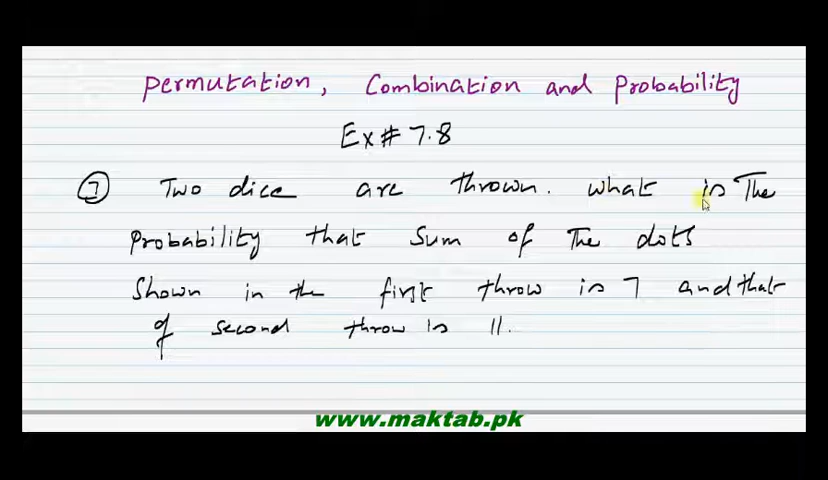 Permutation, Combination and Probability
Ex# 7.8
7 Two dice are thrown. What is The
Probability that Sum of The dots
Shown in the first throw is 7 and that
of second throw is 11.
www.maktab.pk